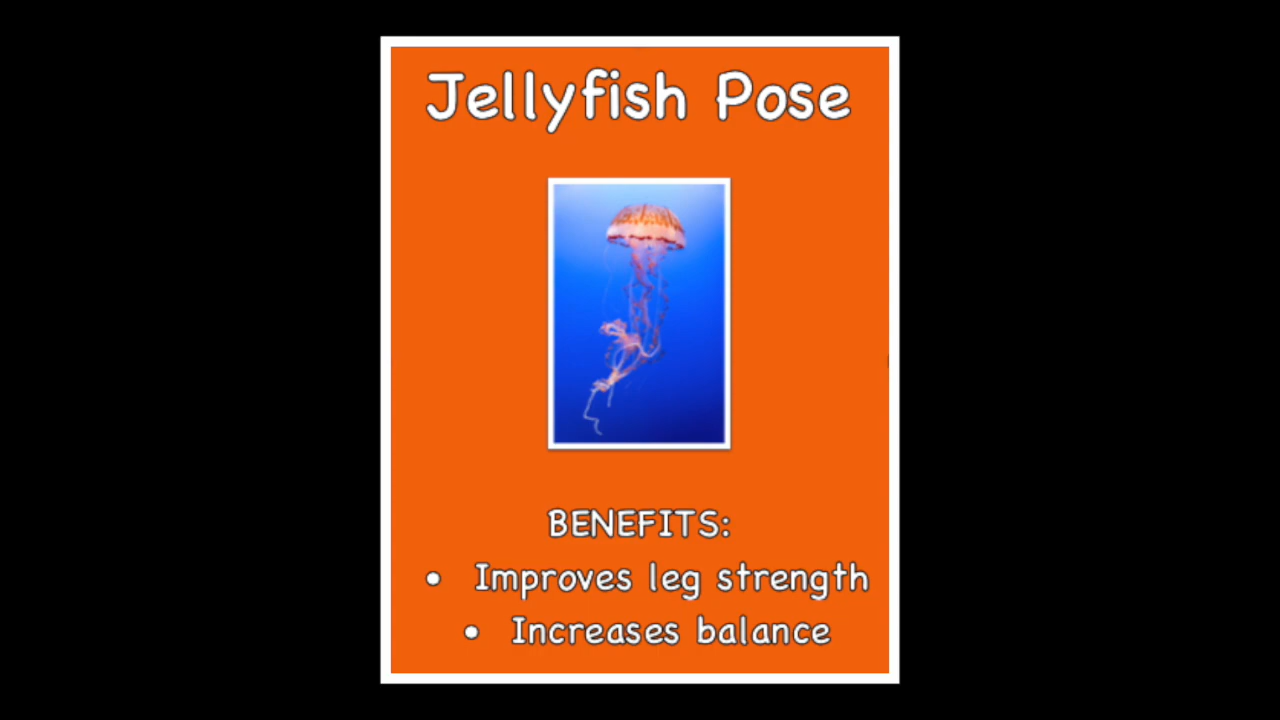 Jellyfish Pose
BENEFITS:
• Improves leg strength
• Increases balance